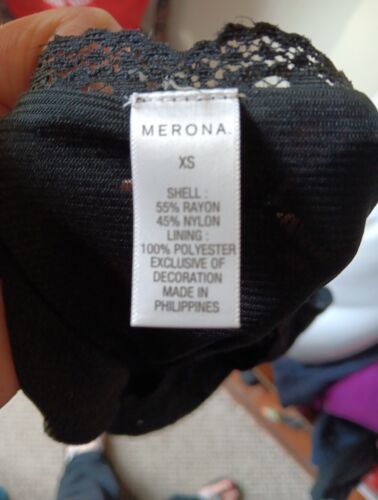 MERONA.
XS
SHELL :
55% RAYON
45% NYLON
LINING :
100% POLYESTER
EXCLUSIVE OF
DECORATION
MADE IN
PHILIPPINES